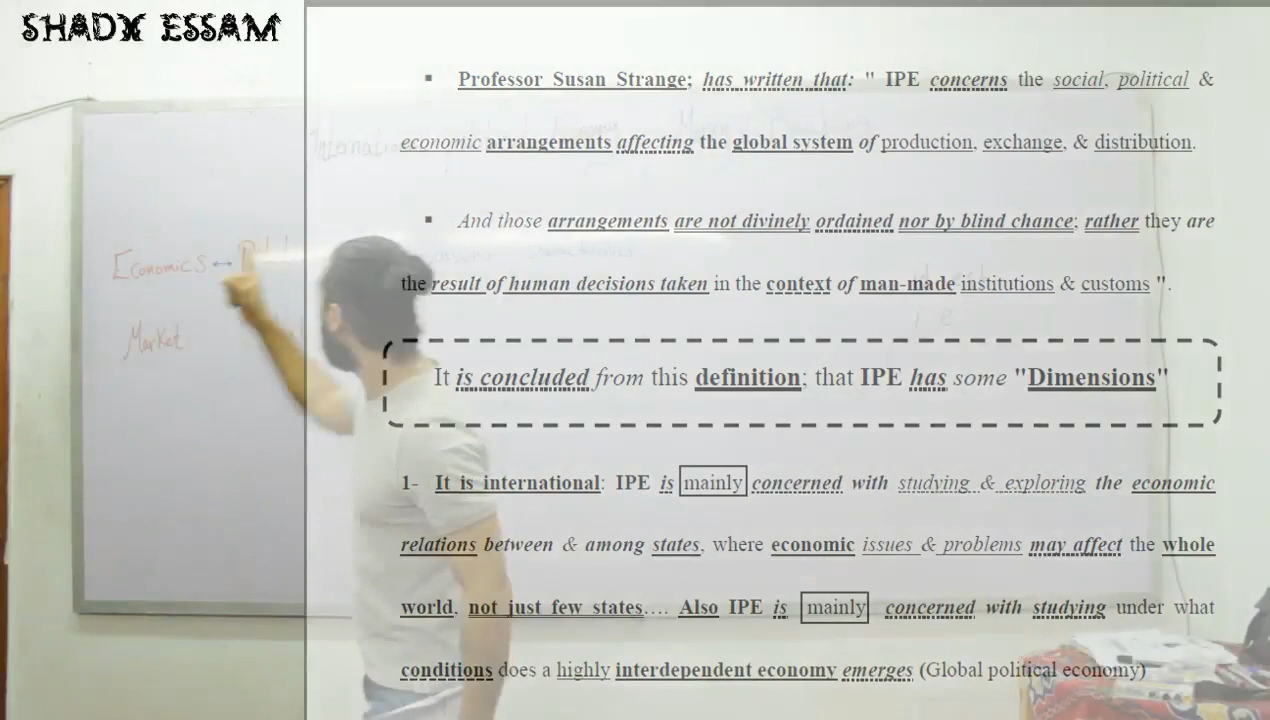 SHADY ESSAM
▪ Professor Susan Strange; has written that: " IPE concerns the social, political &
economic arrangements affecting the global system of production, exchange, & distribution.
▪ And those arrangements are not divinely ordained nor by blind chance; rather they are
the result of human decisions taken in the context of man-made institutions & customs ".
It is concluded from this definition; that IPE has some "Dimensions"
1- It is international: IPE is mainly concerned with studying & exploring the economic
relations between & among states, where economic issues & problems may affect the whole
world, not just few states…. Also IPE is mainly concerned with studying under what
conditions does a highly interdependent economy emerges (Global political economy)
Economics ↔
Market